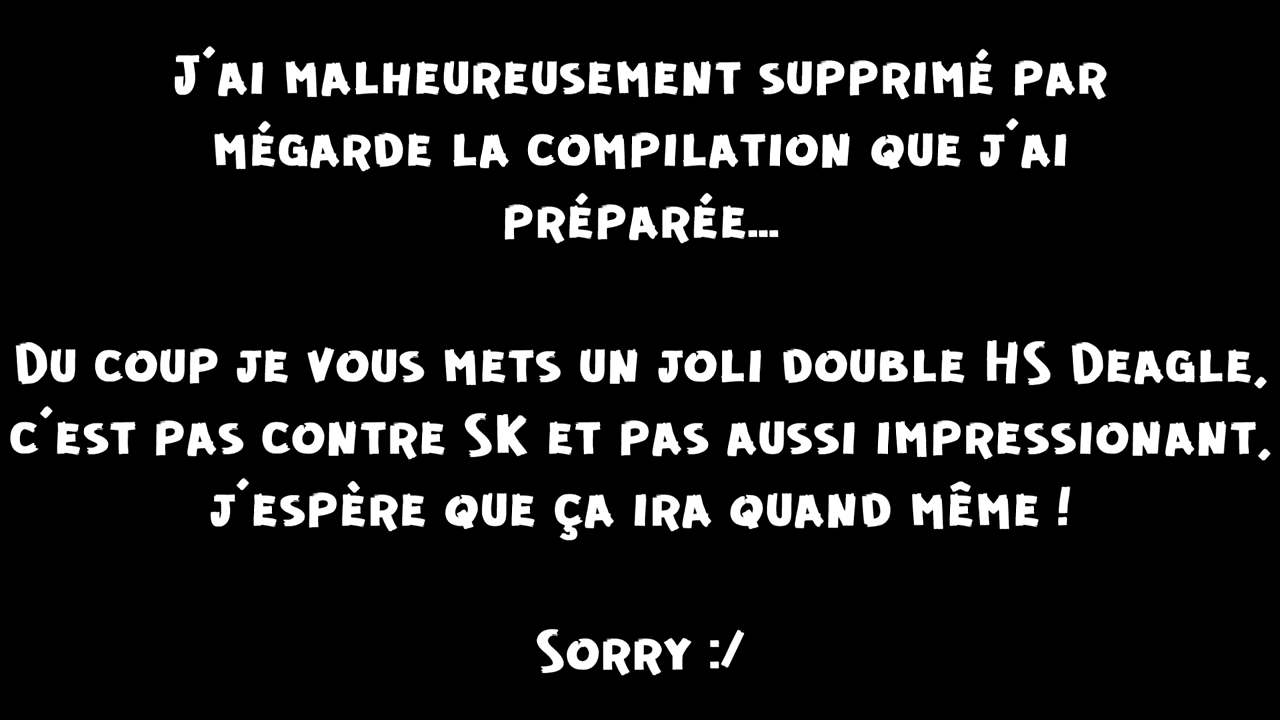 J'ai malheureusement supprimé par
mégarde la compilation que j'ai
préparée...
Du coup je vous mets un joli double HS Deagle,
c'est pas contre SK et pas aussi impressionant,
j'espère que ça ira quand même !
Sorry :/